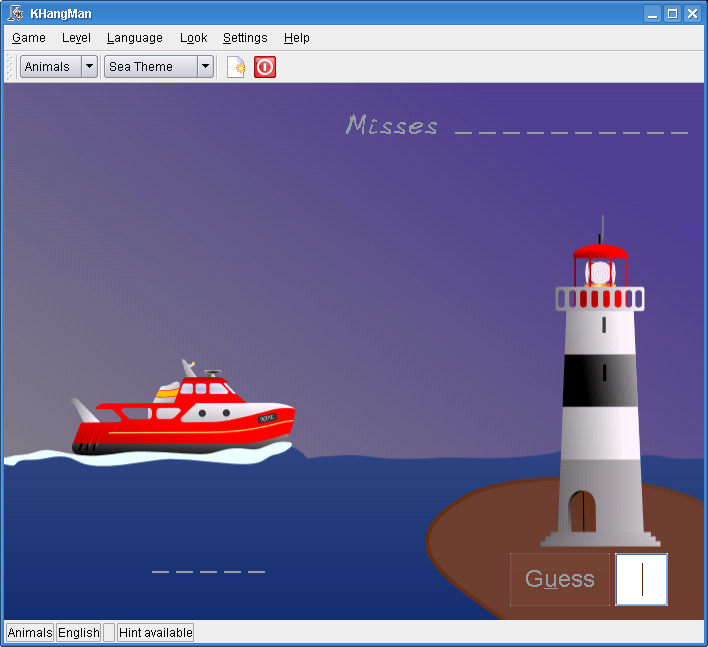 KHangMan
Game Level Language Look Settings Help
Animals Sea Theme
Misses _ _ _ _ _ _ _ _ _ _
_ _ _ _ _
Guess
Animals English Hint available